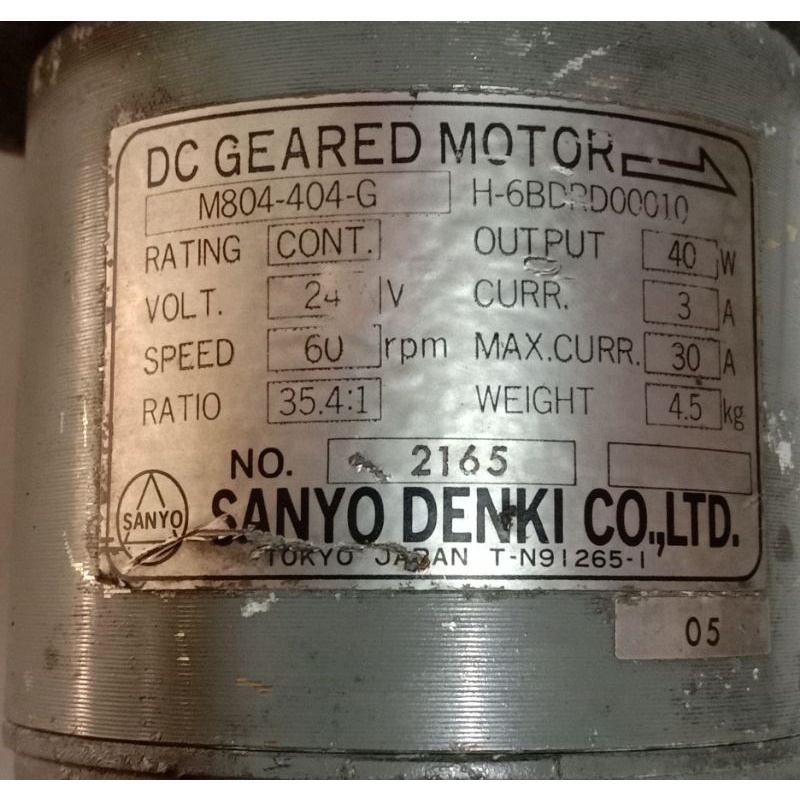 DC GEARED MOTOR
M804-404-G H-6BDRD00010
RATING CONT. OUTPUT 40 W
VOLT. 24 V CURR. 3 A
SPEED 60 rpm MAX.CURR. 30 A
RATIO 35.4:1 WEIGHT 4.5 kg
NO. 2165
SANYO SANYO DENKI CO.,LTD.
TOKYO JAPAN T-N91265-1
05